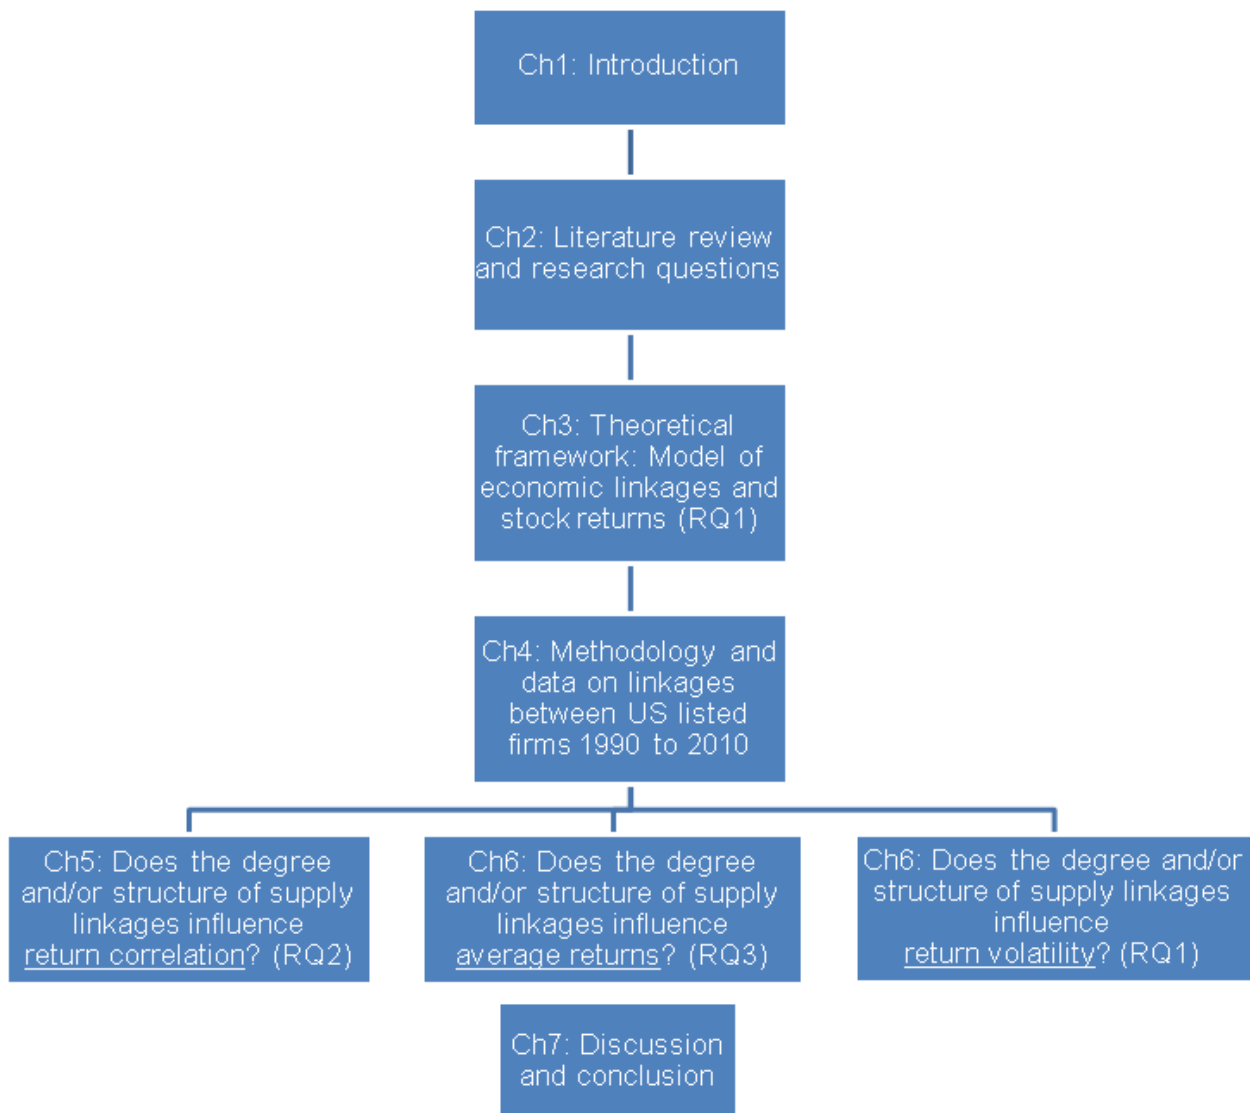 Ch1: Introduction
Ch2: Literature review
and research questions
Ch3: Theoretical
framework: Model of
economic linkages and
stock returns (RQ1)
Ch4: Methodology and
data on linkages
between US listed
firms 1990 to 2010
Ch5: Does the degree
and/or structure of supply
linkages influence
return correlation? (RQ2)
Ch6: Does the degree
and/or structure of supply
linkages influence
average returns? (RQ3)
Ch6: Does the degree and/or
structure of supply linkages
influence
return volatility? (RQ1)
Ch7: Discussion
and conclusion